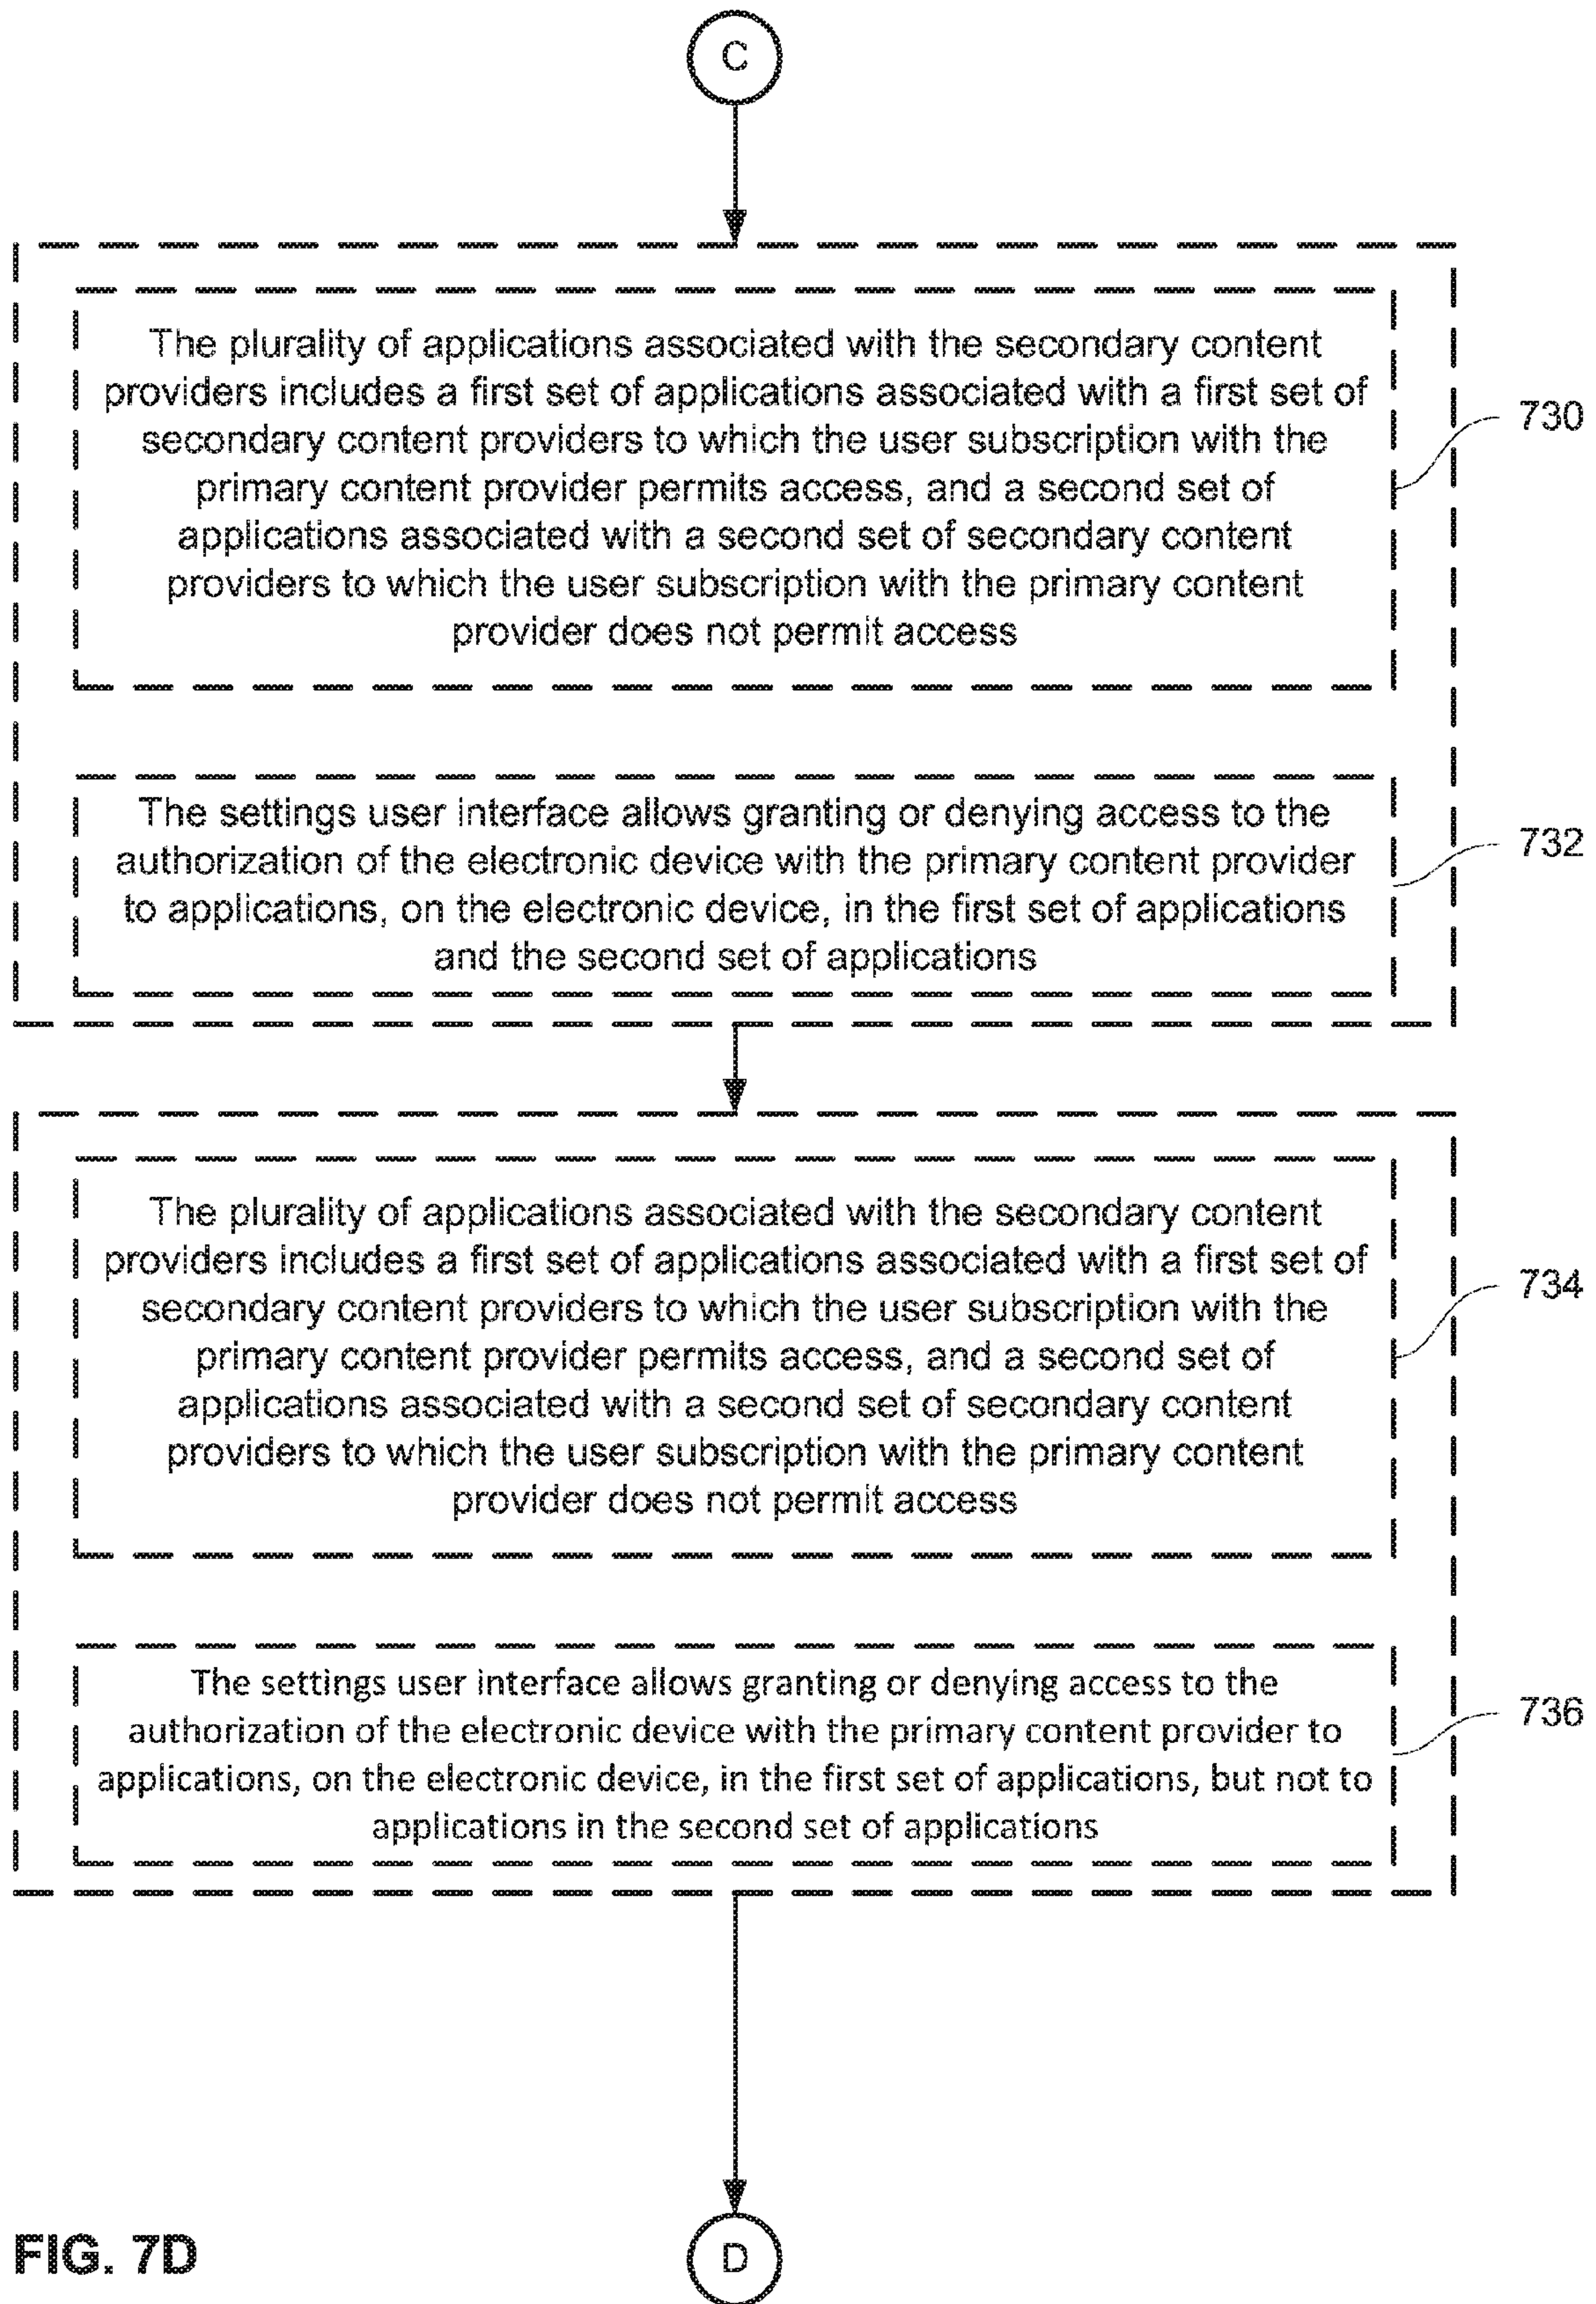 C
The plurality of applications associated with the secondary content
providers includes a first set of applications associated with a first set of
secondary content providers to which the user subscription with the
primary content provider permits access, and a second set of
applications associated with a second set of secondary content
providers to which the user subscription with the primary content
provider does not permit access
730
The settings user interface allows granting or denying access to the
authorization of the electronic device with the primary content provider
to applications, on the electronic device, in the first set of applications
and the second set of applications
732
The plurality of applications associated with the secondary content
providers includes a first set of applications associated with a first set of
secondary content providers to which the user subscription with the
primary content provider permits access, and a second set of
applications associated with a second set of secondary content
providers to which the user subscription with the primary content
provider does not permit access
734
The settings user interface allows granting or denying access to the
authorization of the electronic device with the primary content provider to
applications, on the electronic device, in the first set of applications, but not to
applications in the second set of applications
736
FIG. 7D
D